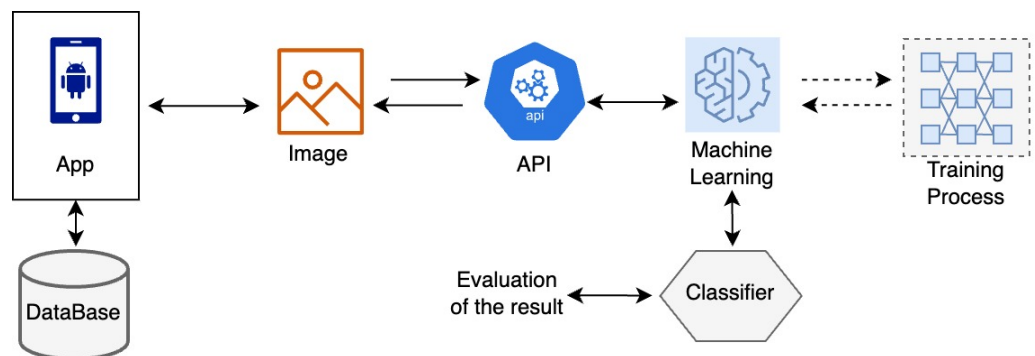 App
Image
api
API
Machine
Learning
Training
Process
DataBase
Evaluation
of the result
Classifier